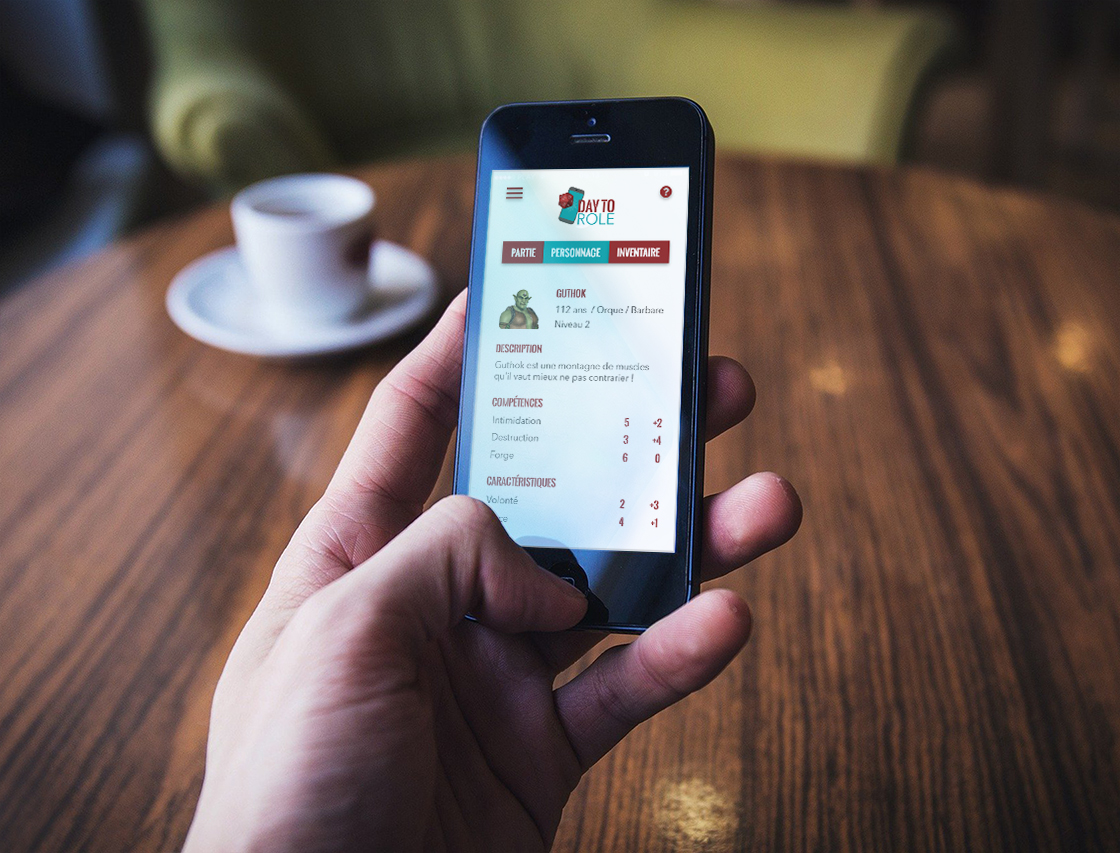 ?
DAY TO
ROLE
PARTIE PERSONNAGE INVENTAIRE
GUTHOK
112 ans / Orque / Barbare
Niveau 2
DESCRIPTION
Guthok est une montagne de muscles
qu'il vaut mieux ne pas contrarier !
COMPÉTENCES
Intimidation 5 +2
Destruction 3 +4
Forge 6 0
CARACTÉRISTIQUES
Volonté 2 +3
4 +1